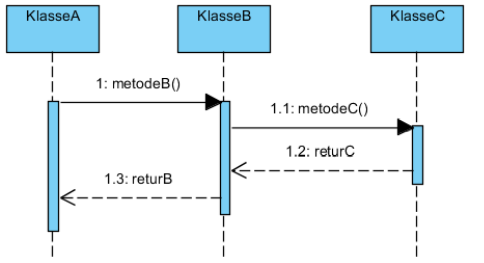 KlasseA
KlasseB
KlasseC
1: metodeB()
1.1: metodeC()
1.2: returC
1.3: returB